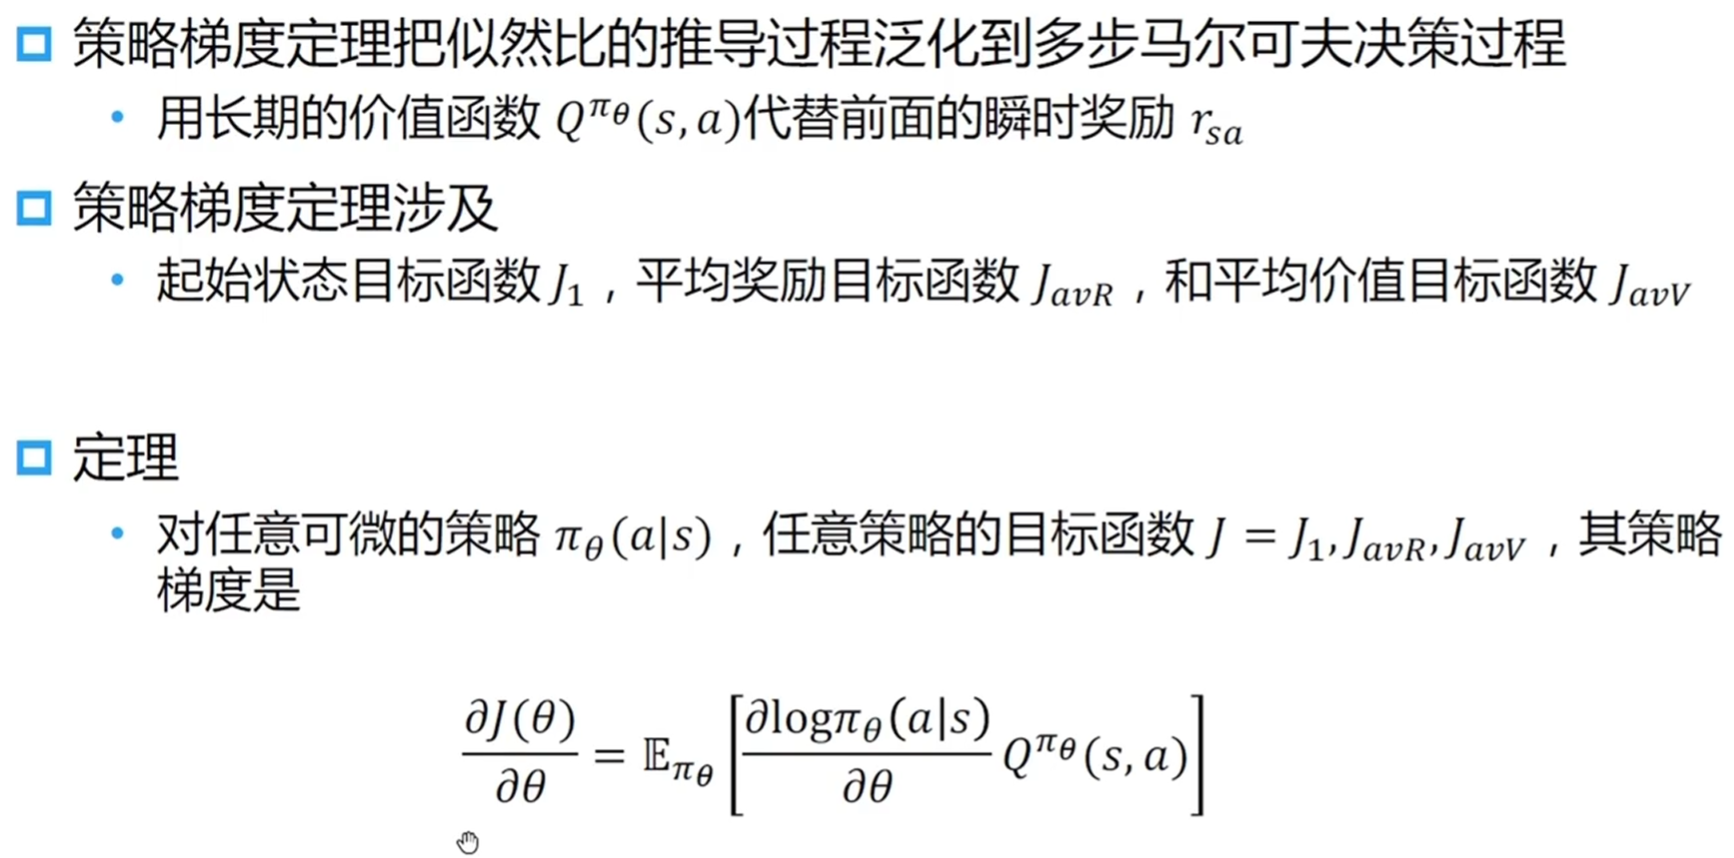 策略梯度定理把似然比的推导过程泛化到多步马尔可夫决策过程
• 用长期的价值函数 $Q^{\pi_\theta}(s,a)$代替前面的瞬时奖励 $r_{sa}$
策略梯度定理涉及
• 起始状态目标函数 $J_1$，平均奖励目标函数 $J_{avR}$，和平均价值目标函数 $J_{avV}$
定理
• 对任意可微的策略 $\pi_\theta(a|s)$，任意策略的目标函数 $J = J_1, J_{avR}, J_{avV}$，其策略
梯度是
$\frac{\partial J(\theta)}{\partial \theta} = \mathbb{E}_{\pi_\theta}\left[\frac{\partial \log \pi_\theta(a|s)}{\partial \theta} Q^{\pi_\theta}(s,a)\right]$